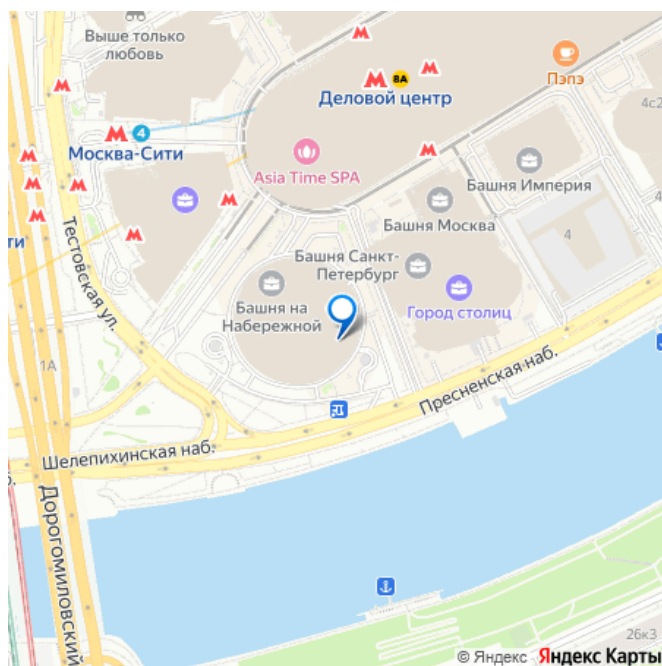 Выше только
любовь
М
М
М
М
8А
Пэпэ
Деловой центр
4с2
М
4
Москва-Сити
М
Asia Time SPA
М
М
М
М
М
Башня Империя
Башня Москва
4
ти
Тестовская ул.
М
Башня Санкт-
Петербург
Башня на
Набережной
Город столиц
1А
Пресненская наб.
Шелепихинская наб.
р.
Дорогомиловский
26к3
© Яндекс Яндекс Карты